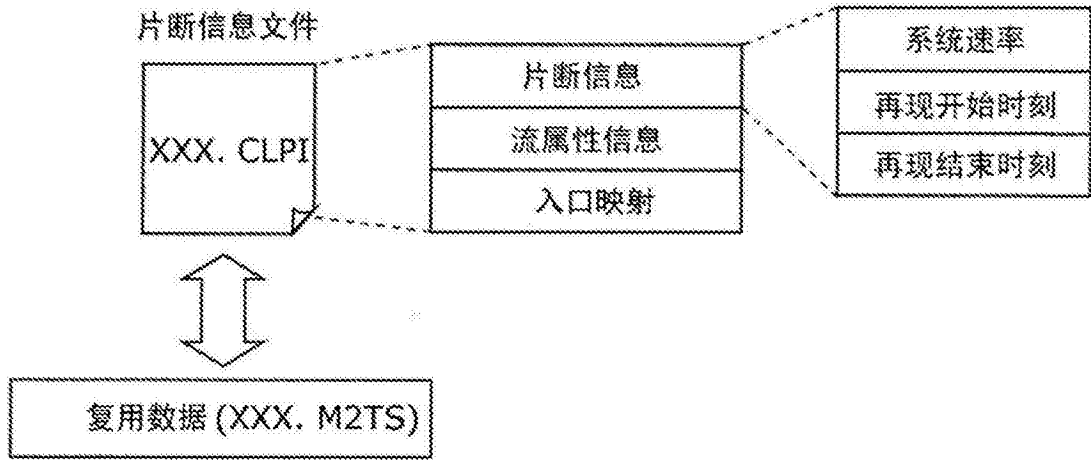 片断信息文件
XXX. CLPI
片断信息
流属性信息
入口映射
系统速率
再现开始时刻
再现结束时刻
复用数据(XXX. M2TS)